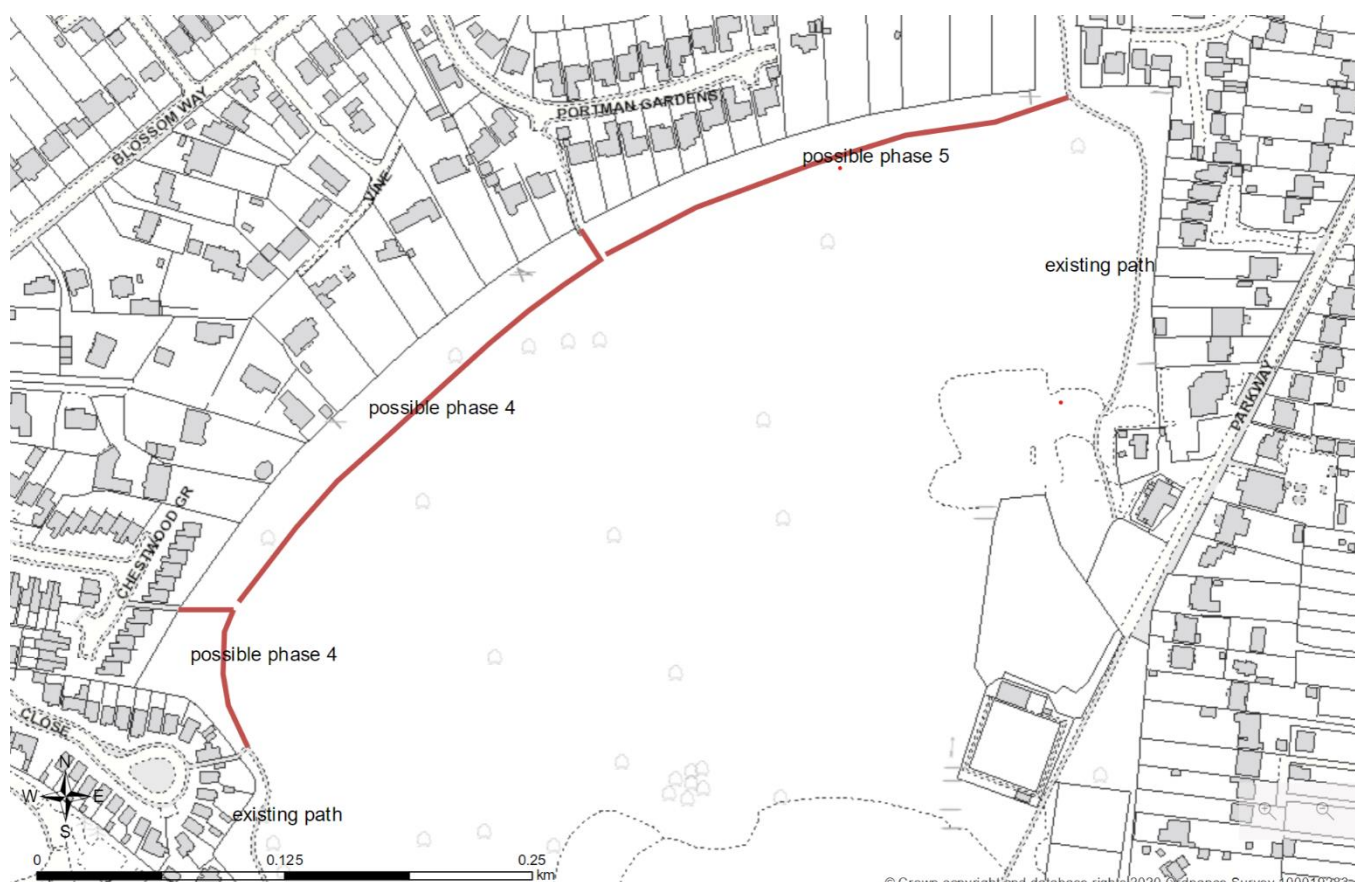 PORTMAN GARDENS
BLOSSOM WAY
possible phase 5
VINE
existing path
possible phase 4
PARKWAY
CHESTWOOD GR
possible phase 4
CLOSE
N
W E
S
existing path
0 0.125 0.25
km
© Crown copyright and database rights 2020 Ordnance Survey